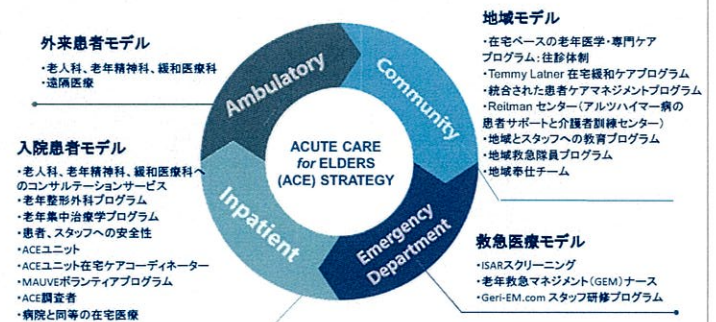 外来患者モデル
・老人科、老年精神科、緩和医療科
・遠隔医療
入院患者モデル
・老人科、老年精神科、緩和医療科へ
のコンサルテーションサービス
・老年整形外科プログラム
・老年集中治療学プログラム
・患者、スタッフへの安全性
・ACEユニット
・ACEユニット在宅ケアコーディネーター
・MAUVEボランティアプログラム
・ACE調査者
・病院と同等の在宅医療
Ambulatory
Community
Inpatient
Emergency
Department
ACUTE CARE
for ELDERS
(ACE) STRATEGY
地域モデル
・在宅ベースの老年医学・専門ケア
プログラム：往診体制
・Temmy Latner 在宅緩和ケアプログラム
・統合された患者ケアマネジメントプログラム
・Reitman センター（アルツハイマー病の
患者サポートと介護者訓練センター）
・地域とスタッフへの教育プログラム
・地域救急隊員プログラム
・地域奉仕チーム
救急医療モデル
・ISARスクリーニング
・老年救急マネジメント（GEM）ナース
・Geri-EM.com スタッフ研修プログラム